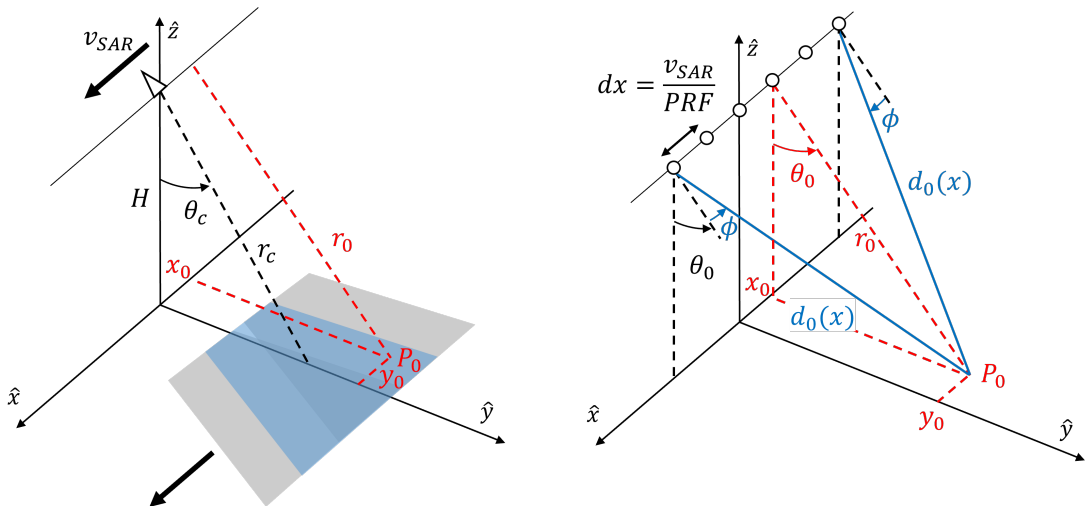 v_SAR
ẑ
H
θ_c
r_c
r_0
x_0
P_0
y_0
x̂
ŷ
ẑ
dx = v_SAR / PRF
ϕ
θ_0
d_0(x)
ϕ
θ_0
r_0
x_0
d_0(x)
P_0
y_0
x̂
ŷ